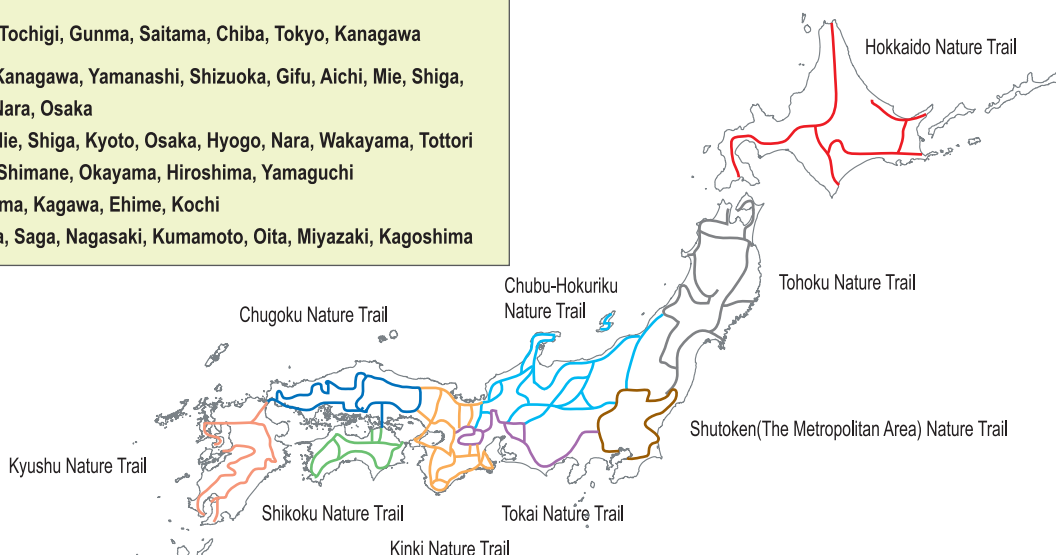 Tochigi, Gunma, Saitama, Chiba, Tokyo, Kanagawa
Kanagawa, Yamanashi, Shizuoka, Gifu, Aichi, Mie, Shiga,
Nara, Osaka
Mie, Shiga, Kyoto, Osaka, Hyogo, Nara, Wakayama, Tottori
Shimane, Okayama, Hiroshima, Yamaguchi
Kagawa, Ehime, Kochi
Saga, Nagasaki, Kumamoto, Oita, Miyazaki, Kagoshima
Hokkaido Nature Trail
Tohoku Nature Trail
Chubu-Hokuriku
Nature Trail
Chugoku Nature Trail
Shutoken(The Metropolitan Area) Nature Trail
Kyushu Nature Trail
Shikoku Nature Trail
Tokai Nature Trail
Kinki Nature Trail